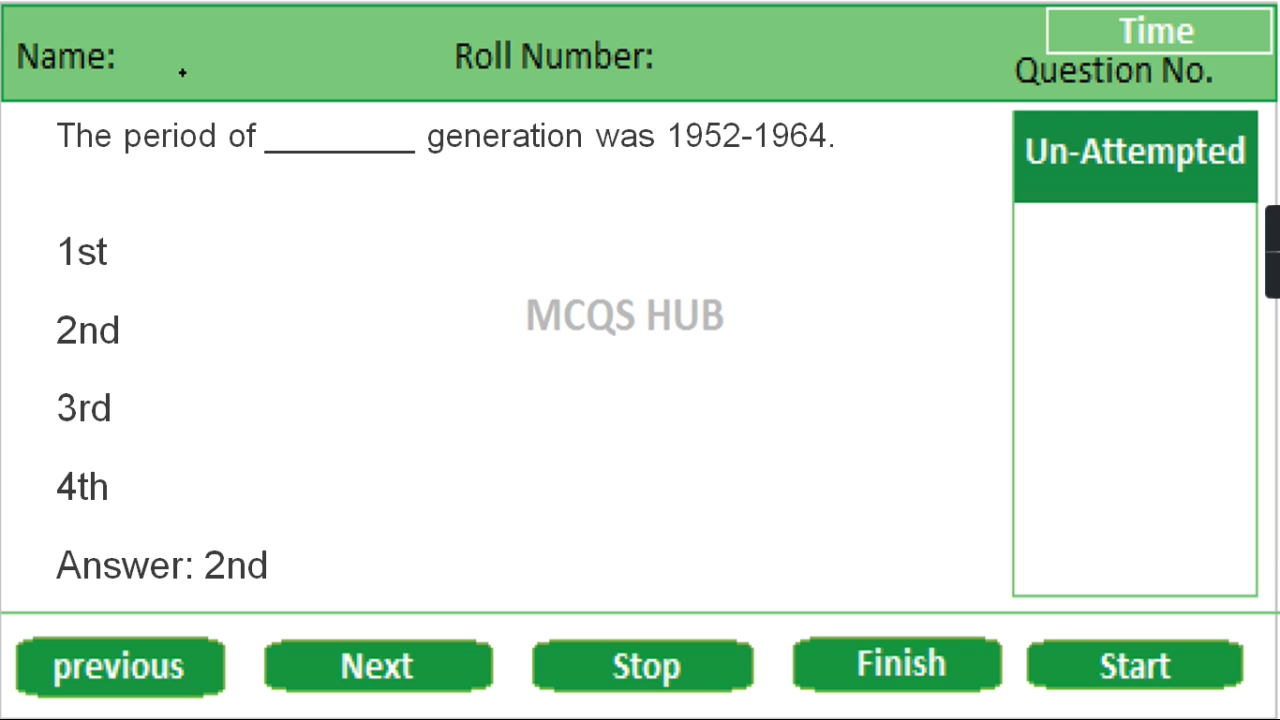 Time
Name: Roll Number: Question No.
The period of ________ generation was 1952-1964.
Un-Attempted
1st
MCQS HUB
2nd
3rd
4th
Answer: 2nd
previous Next Stop Finish Start